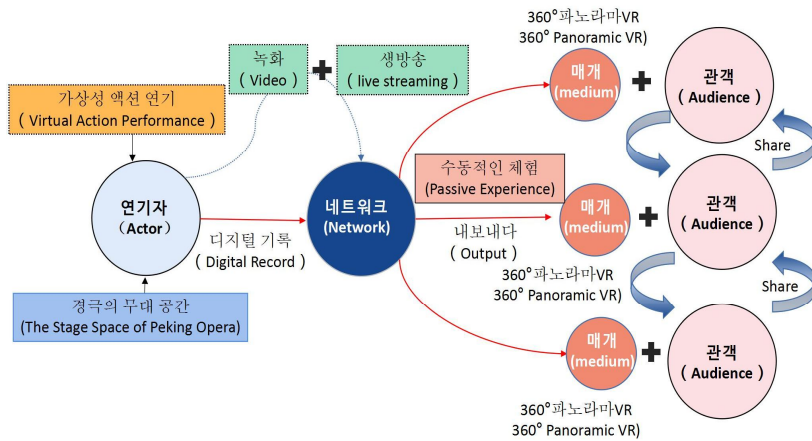 360°파노라마VR
360° Panoramic VR)
녹화
( Video )
생방송
( live streaming )
매개
(medium)
관객
( Audience )
가상성 액션 연기
( Virtual Action Performance )
Share
수동적인 체험
(Passive Experience)
연기자
(Actor)
네트워크
(Network)
매개
(medium)
관객
( Audience )
디지털 기록
( Digital Record )
내보내다
( Output )
360°파노라마VR
360° Panoramic VR)
Share
경극의 무대 공간
(The Stage Space of Peking Opera)
매개
(medium)
관객
( Audience )
360°파노라마VR
360° Panoramic VR)